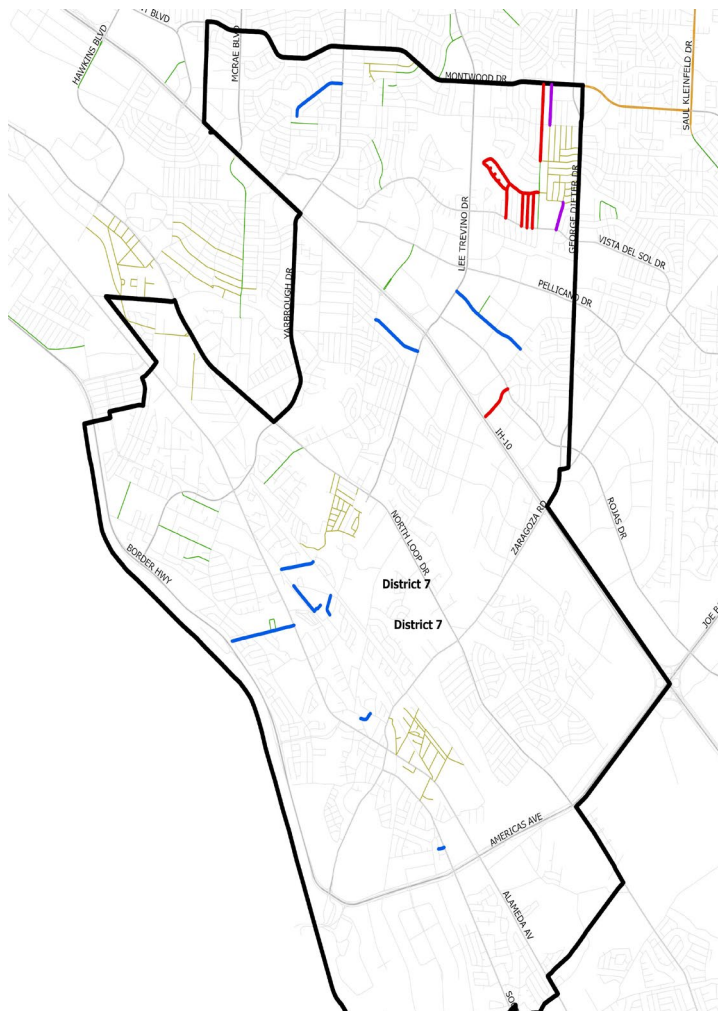 T BLVD
HAWKINS BLVD
MCRAE BLVD
SAUL KLEINFELD DR
MONTWOOD DR
GEORGE DIETER DR
LEE TREVINO DR
VISTA DEL SOL DR
YARBROUGH DR
PELLICANO DR
IH-10
NORTH LOOP DR
ZARAGOZA RD
ROJAS DR
BORDER HWY
District 7
District 7
JOE B
AMERICAS AVE
ALAMEDA AV
SO